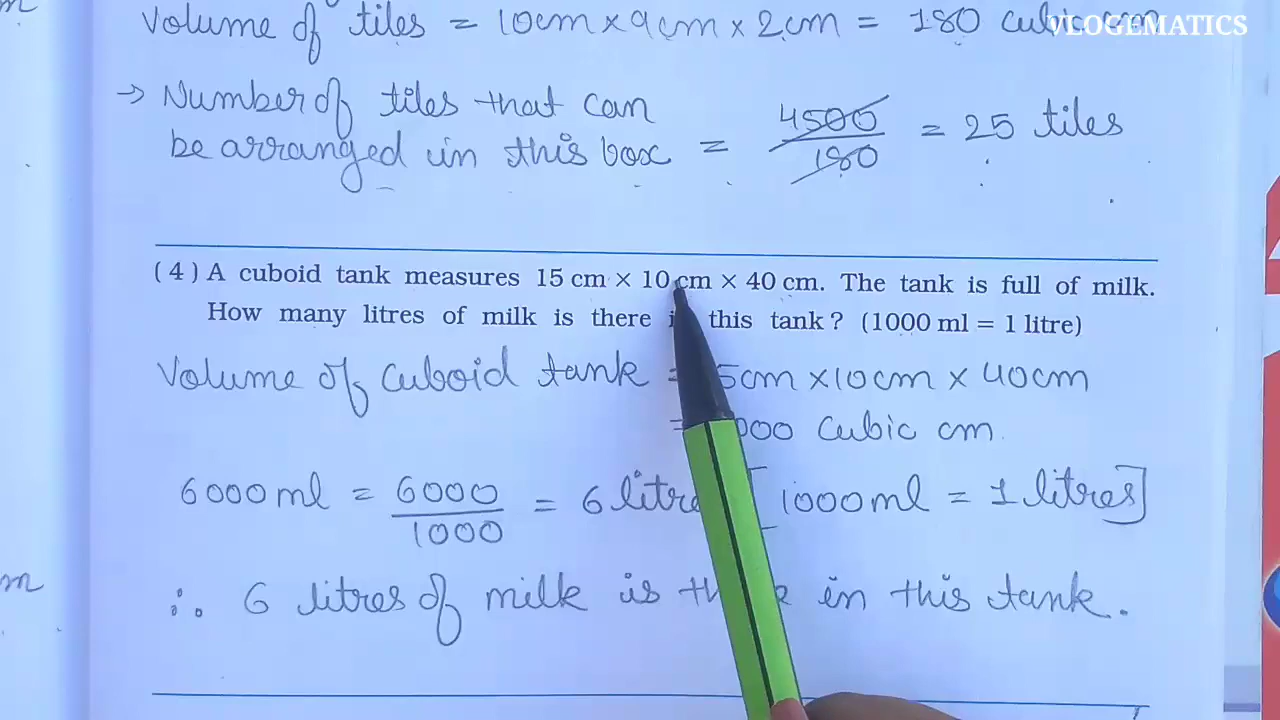 Volume of tiles = 10cm × 9cm × 2cm = 180 cubic cm
VLOGEMATICS
→ Number of tiles that can
be arranged in this box = 4500/180 = 25 tiles
(4) A cuboid tank measures 15 cm × 10 cm × 40 cm. The tank is full of milk.
How many litres of milk is there this tank? (1000 ml = 1 litre)
Volume of cuboid tank = 5cm × 10cm × 40cm
= 000 cubic cm.
6000 ml = 6000/1000 = 6 litre [1000ml = 1 litres]
∴ 6 litres of milk is in this tank.